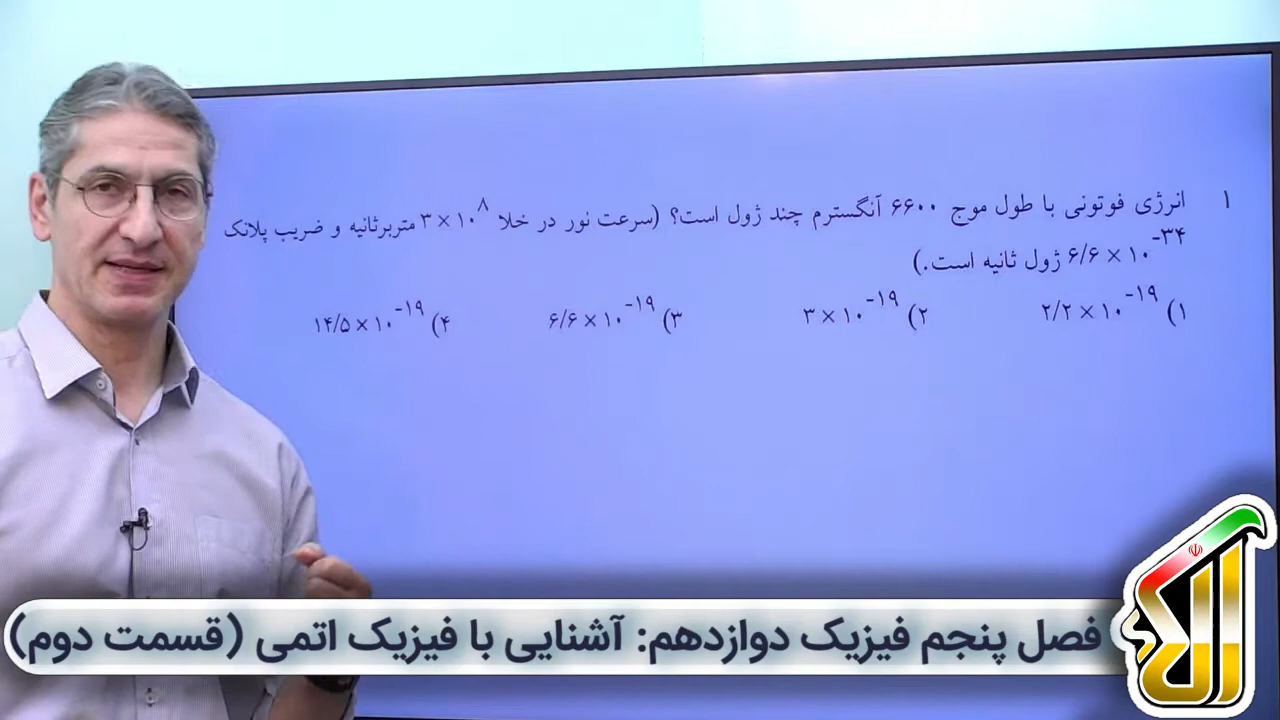 ۱ انرژی فوتونی با طول موج ۶۶۰۰ آنگسترم چند ژول است؟ (سرعت نور در خلا ۳ × ۱۰^۸ متربرثانیه و ضریب پلانک
۶/۶ × ۱۰^-۳۴ ژول ثانیه است.)
۱) ۲/۲ × ۱۰^-۱۹ ۲) ۳ × ۱۰^-۱۹ ۳) ۶/۶ × ۱۰^-۱۹ ۴) ۱۴/۵ × ۱۰^-۱۹
فصل پنجم فیزیک دوازدهم: آشنایی با فیزیک اتمی (قسمت دوم)